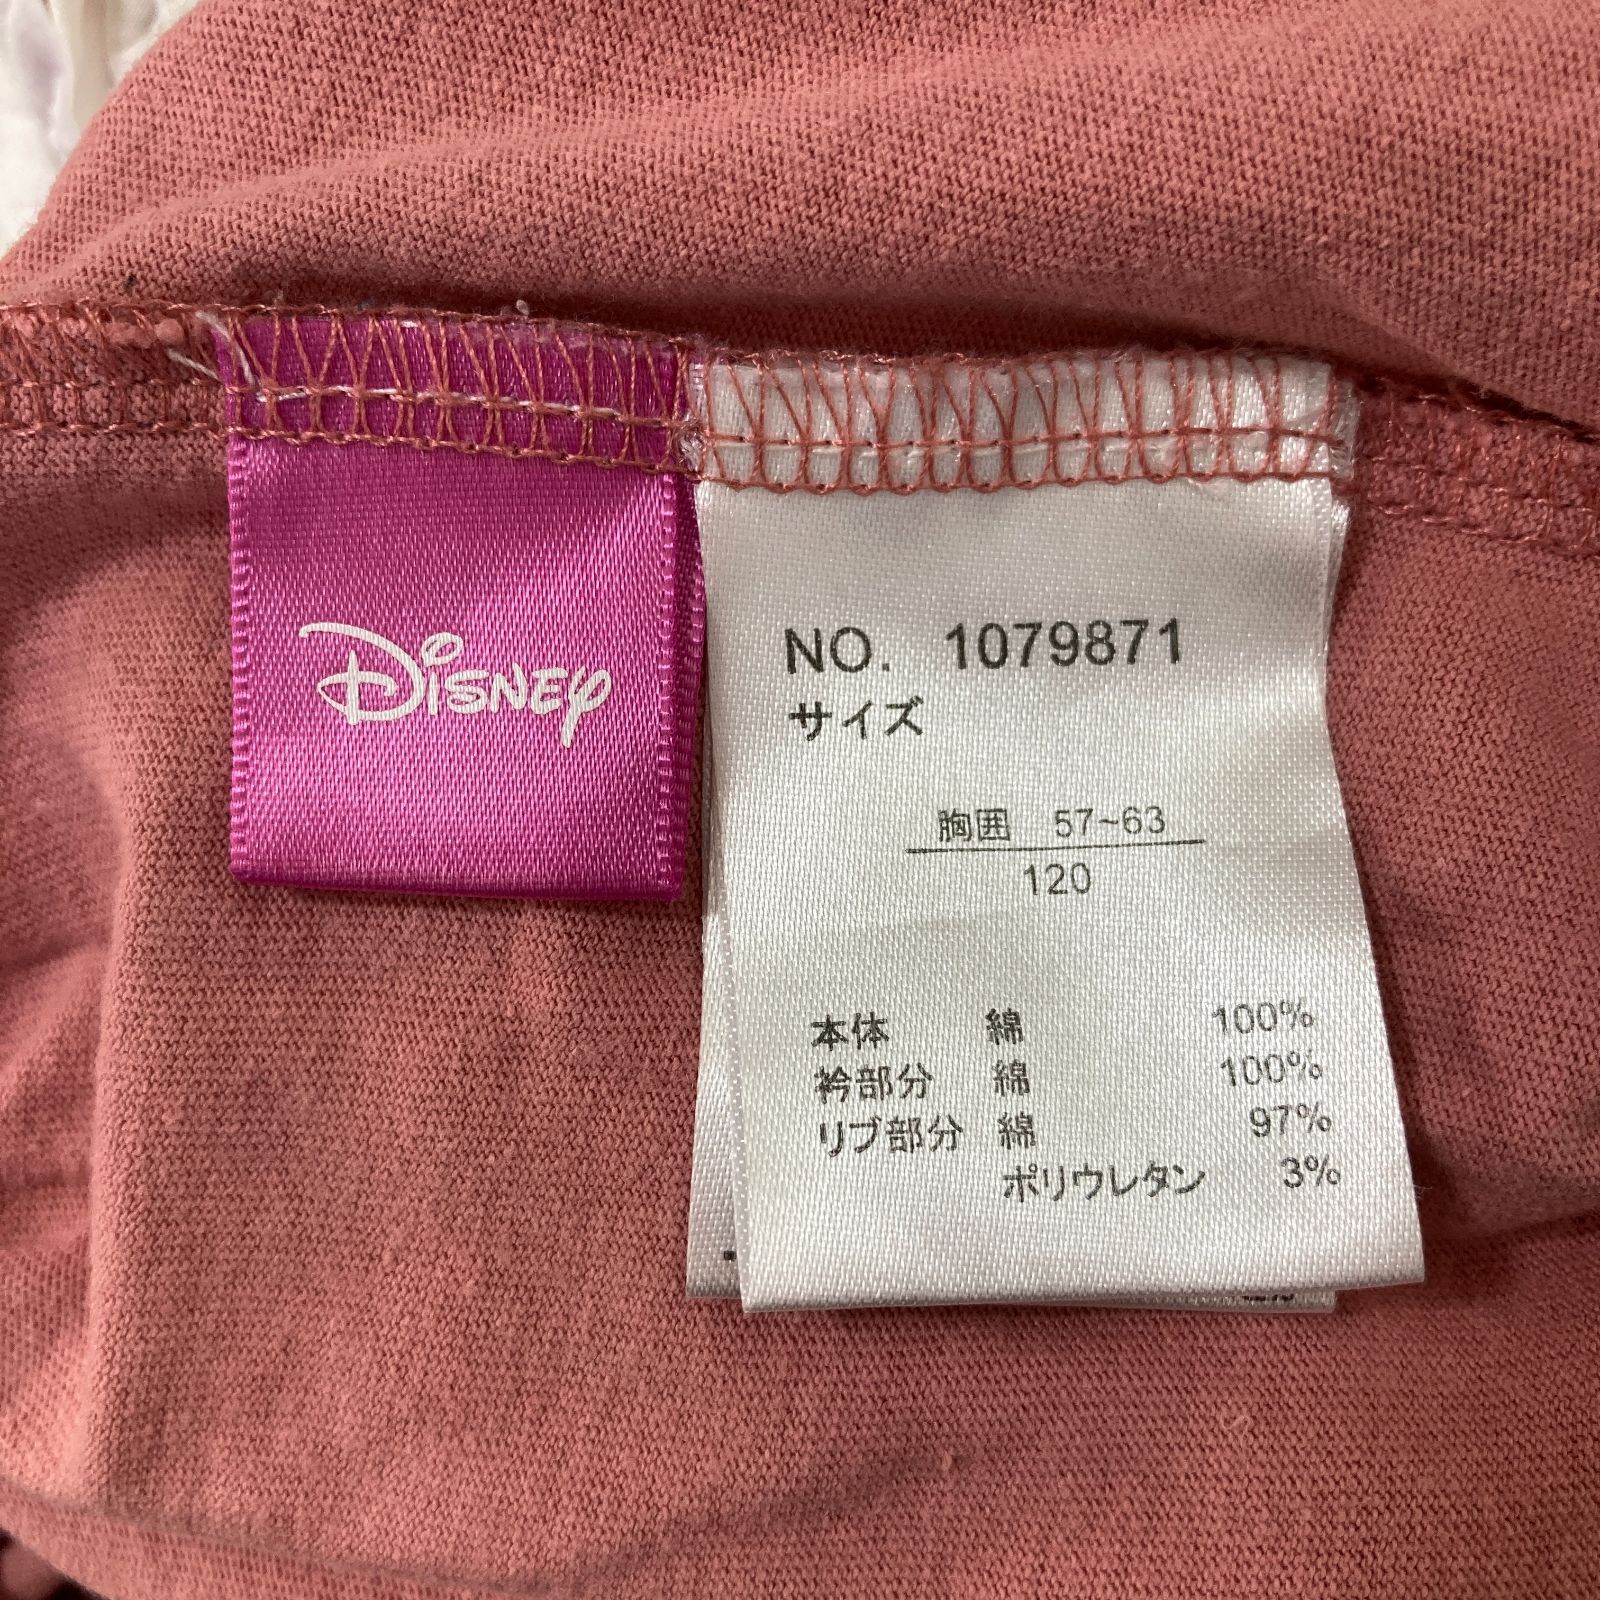 Disney
NO. 1079871
サイズ
胸囲 57~63
120
本体 綿 100%
衿部分 綿 100%
リブ部分 綿 97%
ポリウレタン 3%